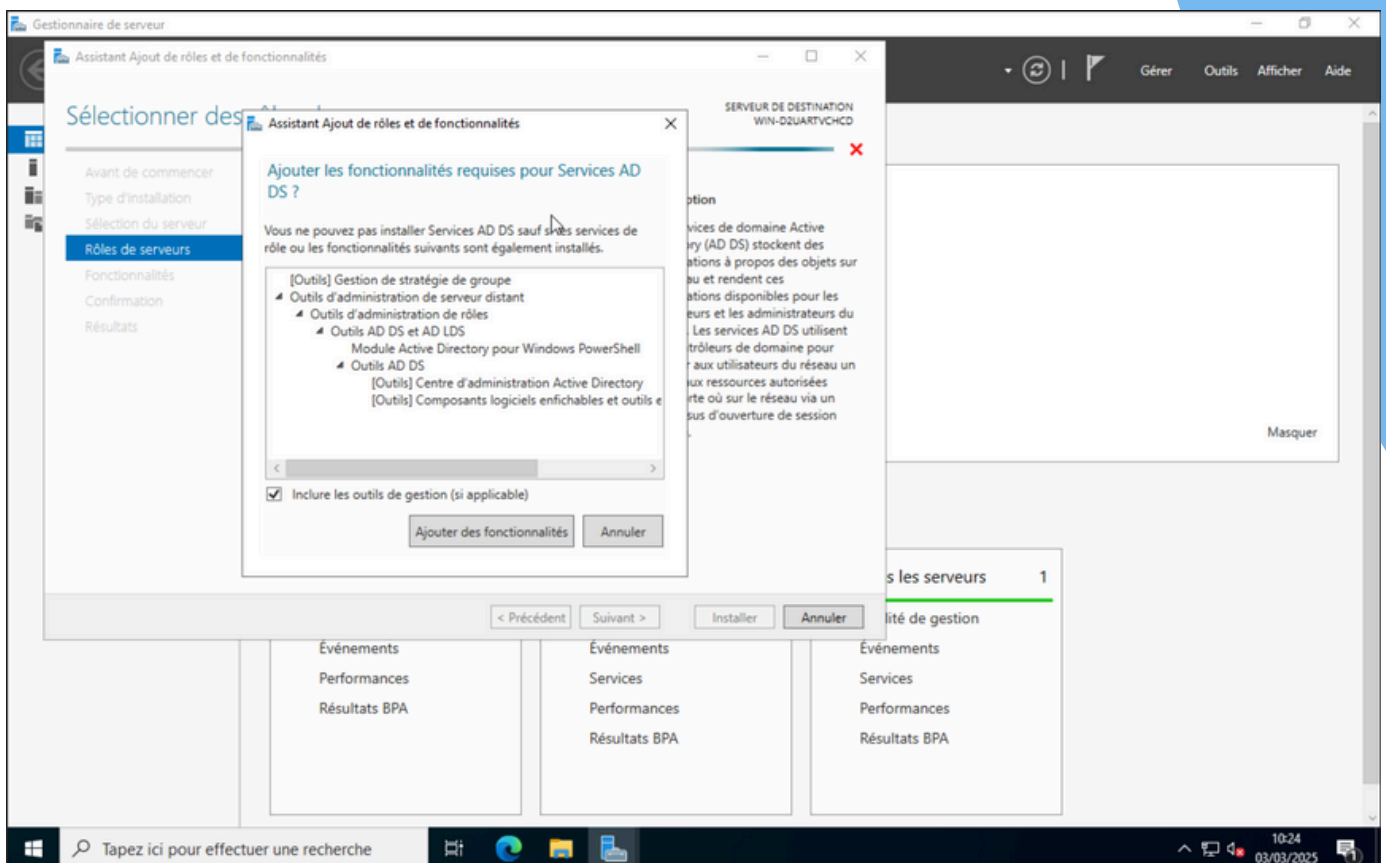 Gestionnaire de serveur
Gérer Outils Afficher Aide
Assistant Ajout de rôles et de fonctionnalités
Sélectionner des
SERVEUR DE DESTINATION
WIN-D2UARTVCHCD
Avant de commencer
Type d'installation
Sélection du serveur
Rôles de serveurs
Fonctionnalités
Confirmation
Résultats
Assistant Ajout de rôles et de fonctionnalités
Ajouter les fonctionnalités requises pour Services AD
DS ?
Vous ne pouvez pas installer Services AD DS sauf si les services de
rôle ou les fonctionnalités suivants sont également installés.
[Outils] Gestion de stratégie de groupe
Outils d'administration de serveur distant
Outils d'administration de rôles
Outils AD DS et AD LDS
Module Active Directory pour Windows PowerShell
Outils AD DS
[Outils] Centre d'administration Active Directory
[Outils] Composants logiciels enfichables et outils e
Inclure les outils de gestion (si applicable)
Ajouter des fonctionnalités Annuler
ption
vices de domaine Active
ry (AD DS) stockent des
ations à propos des objets sur
au et rendent ces
ations disponibles pour les
eurs et les administrateurs du
. Les services AD DS utilisent
trôleurs de domaine pour
r aux utilisateurs du réseau un
aux ressources autorisées
rte où sur le réseau via un
sus d'ouverture de session
.
< Précédent Suivant > Installer Annuler
Masquer
Événements
Performances
Résultats BPA
Événements
Services
Performances
Résultats BPA
s les serveurs 1
lité de gestion
Événements
Services
Performances
Résultats BPA
Tapez ici pour effectuer une recherche
10:24
03/03/2025